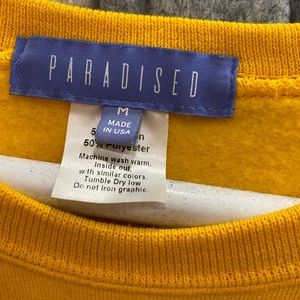 PARADISED
M
MADE
IN USA
50% Polyester
Machine wash warm,
Inside out,
with similar colors.
Tumble Dry low
Do not iron graphic.